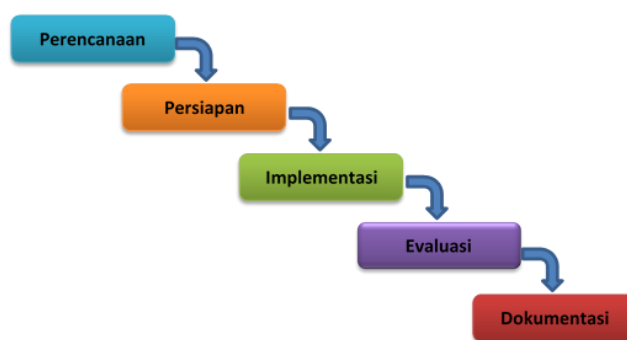 Perencanaan
Persiapan
Implementasi
Evaluasi
Dokumentasi